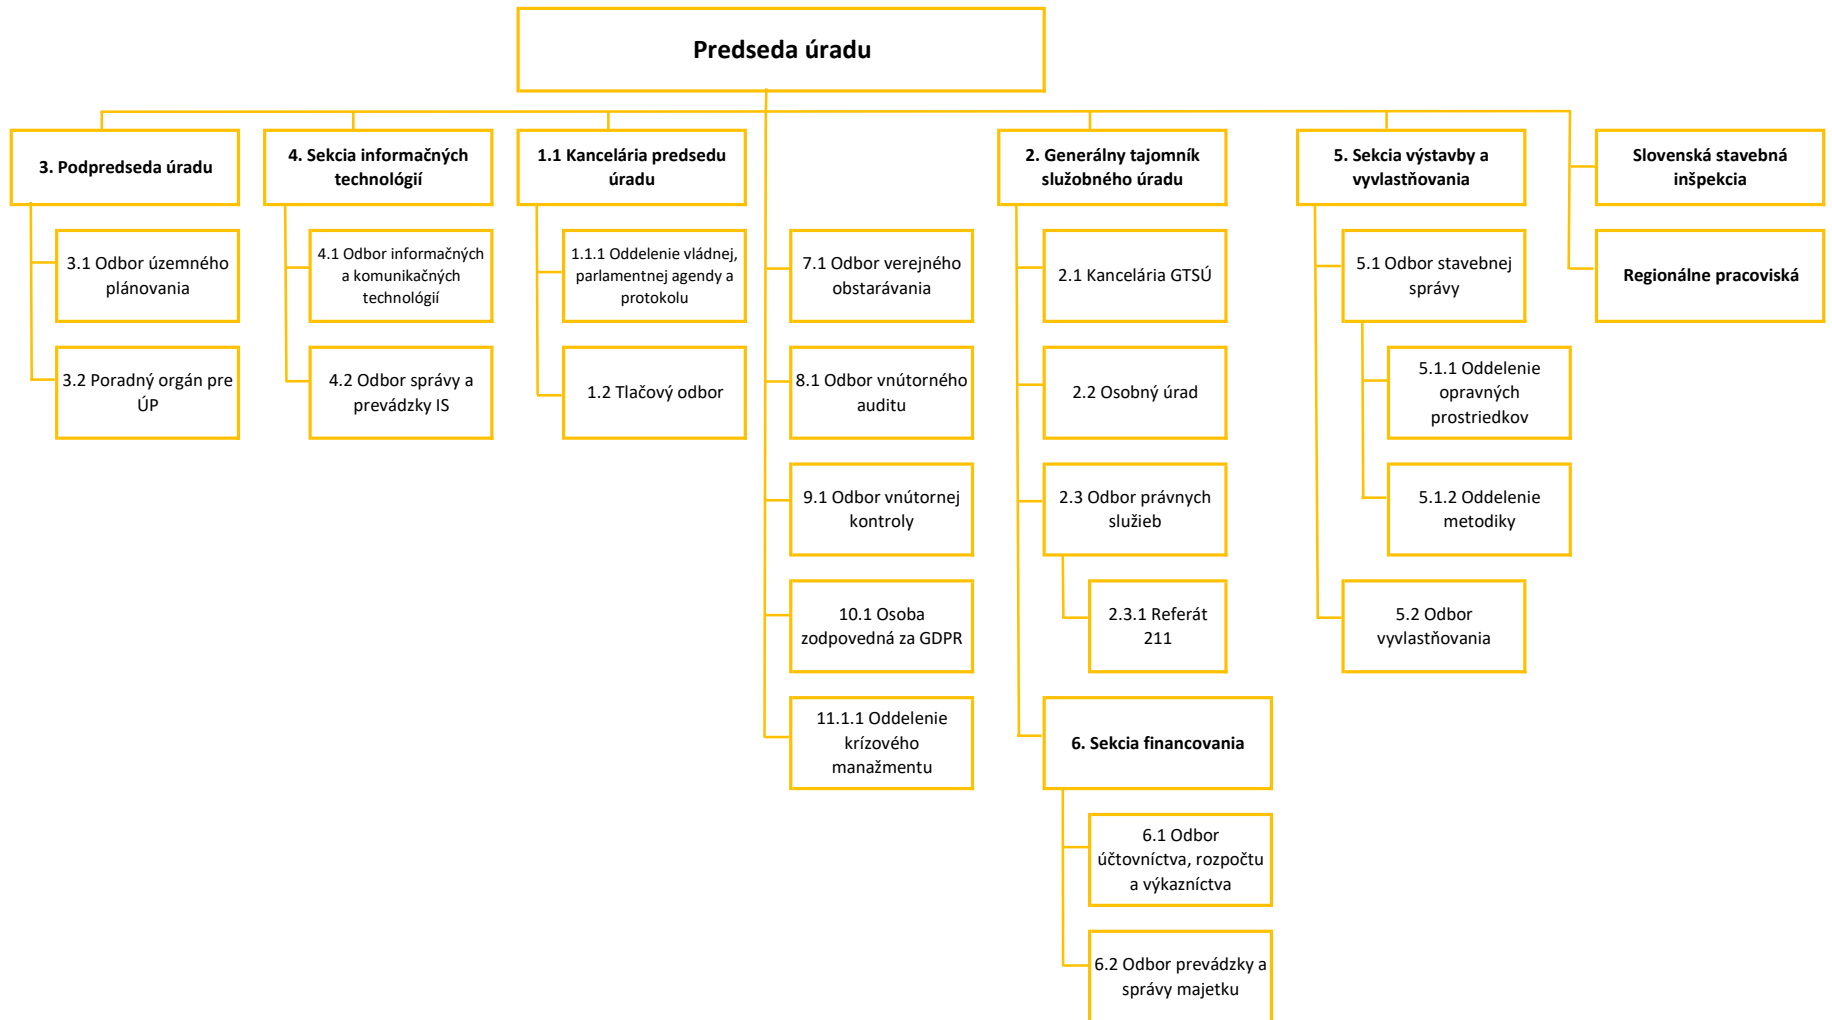 Predseda úradu
3. Podpredseda úradu
4. Sekcia informačných
technológií
1.1 Kancelária predsedu
úradu
2. Generálny tajomník
služobného úradu
5. Sekcia výstavby a
vyvlastňovania
Slovenská stavebná
inšpekcia
3.1 Odbor územného
plánovania
4.1 Odbor informačných
a komunikačných
technológií
1.1.1 Oddelenie vládnej,
parlamentnej agendy a
protokolu
7.1 Odbor verejného
obstarávania
2.1 Kancelária GTSÚ
5.1 Odbor stavebnej
správy
Regionálne pracoviská
3.2 Poradný orgán pre
ÚP
4.2 Odbor správy a
prevádzky IS
1.2 Tlačový odbor
8.1 Odbor vnútorného
auditu
2.2 Osobný úrad
5.1.1 Oddelenie
opravných
prostriedkov
9.1 Odbor vnútornej
kontroly
2.3 Odbor právnych
služieb
5.1.2 Oddelenie
metodiky
10.1 Osoba
zodpovedná za GDPR
2.3.1 Referát
211
5.2 Odbor
vyvlastňovania
11.1.1 Oddelenie
krízového
manažmentu
6. Sekcia financovania
6.1 Odbor
účtovníctva, rozpočtu
a výkazníctva
6.2 Odbor prevádzky a
správy majetku